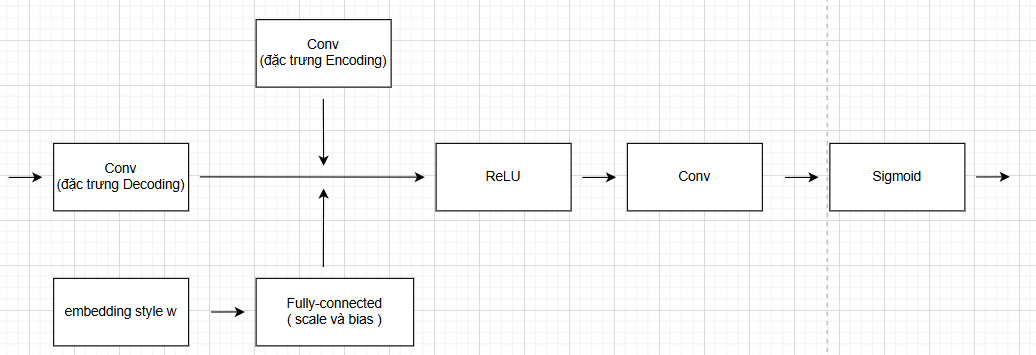 Conv
(đặc trưng Encoding)
Conv
(đặc trưng Decoding)
ReLU
Conv
Sigmoid
embedding style w
Fully-connected
( scale và bias )